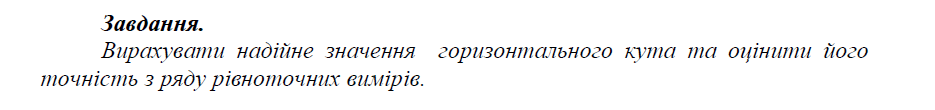 Завдання.
Вирахувати надійне значення горизонтального кута та оцінити його
точність з ряду рівноточних вимірів.